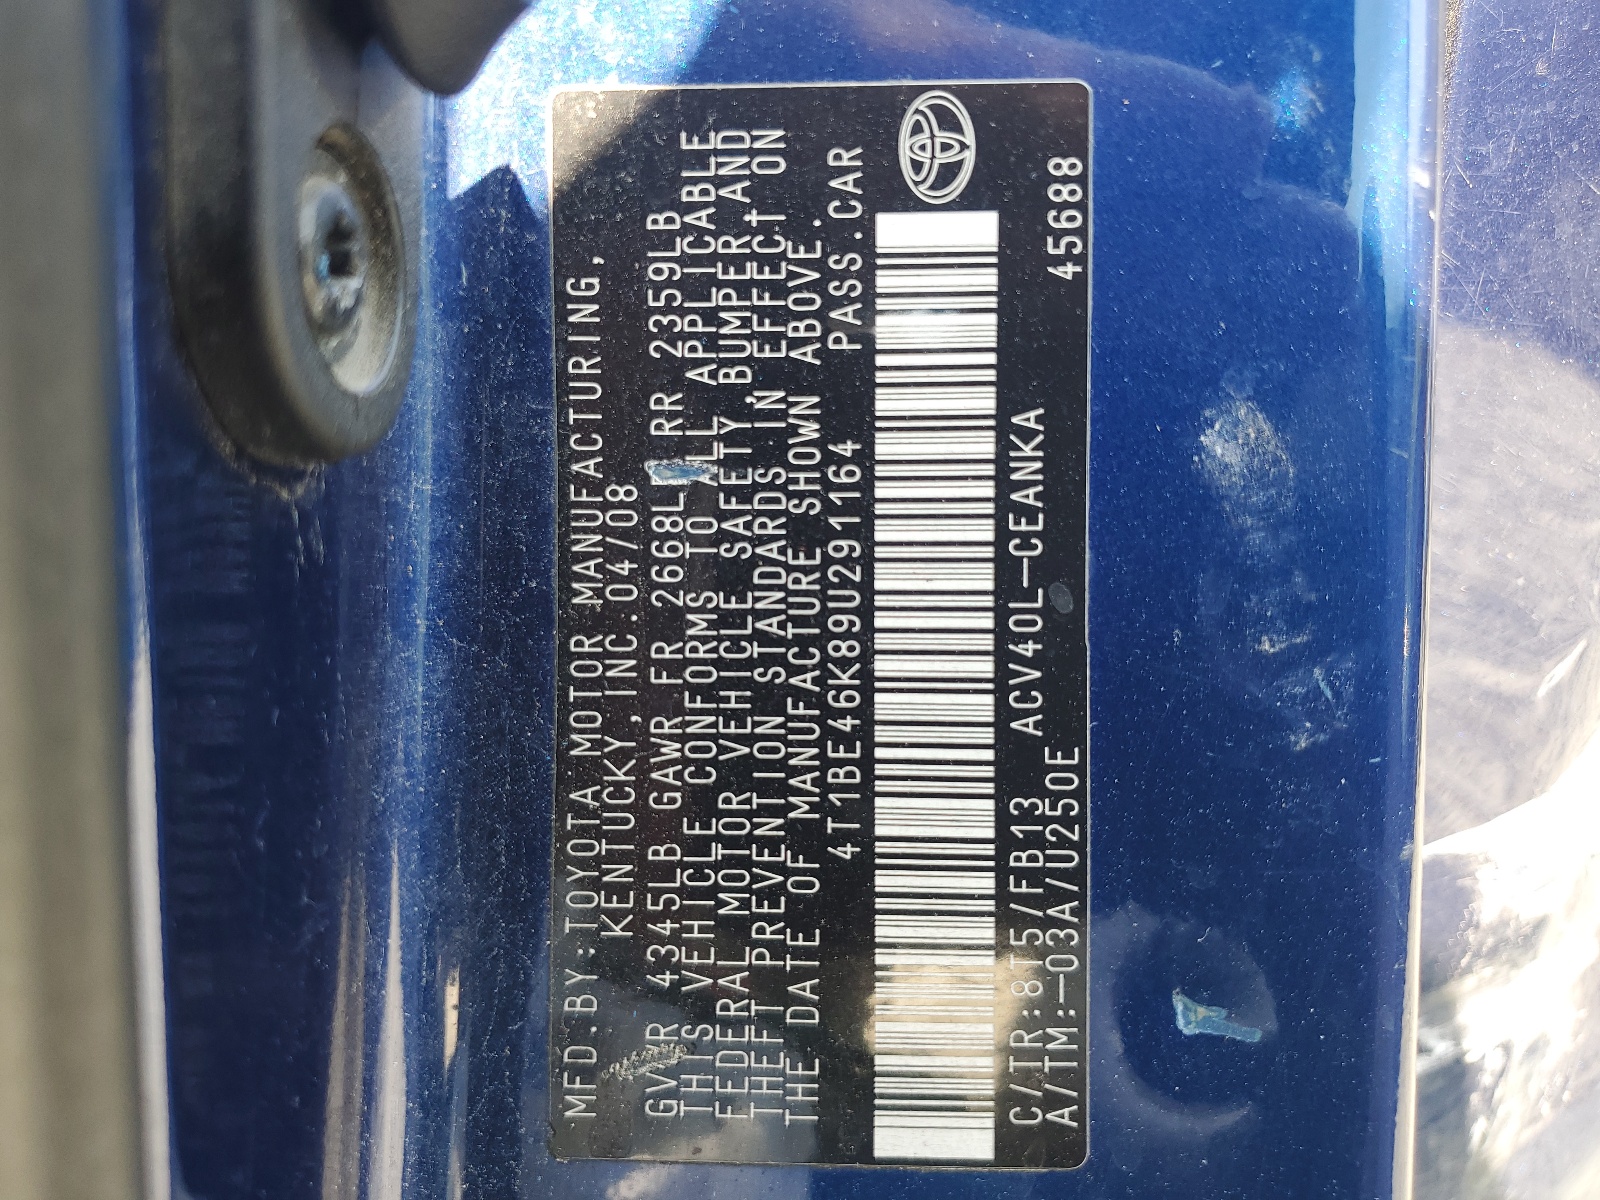 MFD.BY:TOYOTA MOTOR MANUFACTURING,
KENTUCKY,INC.04/08
GVWR 4345LB GAWR FR 2668LB RR 2359LB
THIS VEHICLE CONFORMS TO ALL APPLICABLE
FEDERAL MOTOR VEHICLE SAFETY,BUMPER,AND
THEFT PREVENTION STANDARDS IN EFFECT ON
THE DATE OF MANUFACTURE SHOWN ABOVE.
4T1BE46K89U291164 PASS.CAR
C/TR:8T5/FB13 ACV40L-CEANKA
A/TM:-03A/U250E 45688